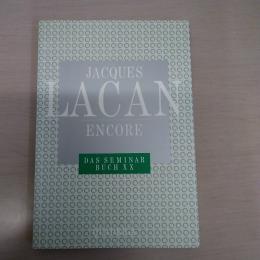 JACQUES
LACAN
ENCORE
DAS SEMINAR
BUCH XX